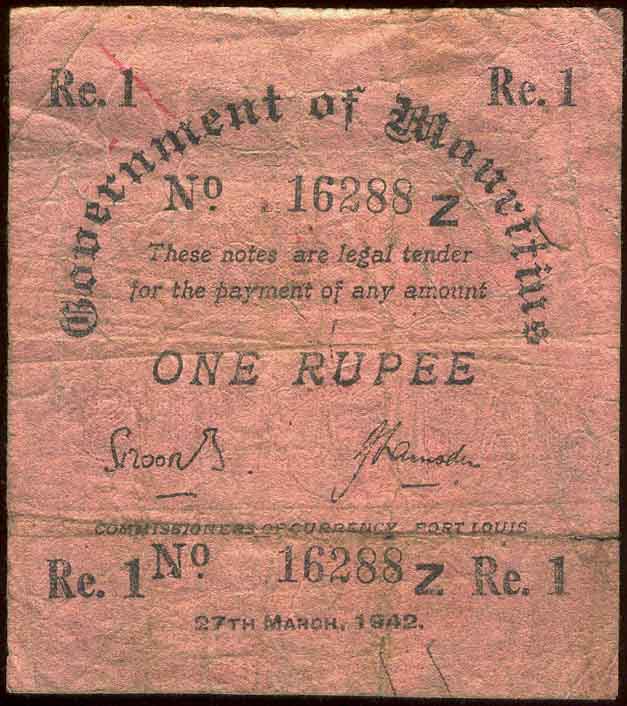 Re. 1 Re. 1
Government of Mauritius
Nº 16288 Z
These notes are legal tender
for the payment of any amount
ONE RUPEE
COMMISSIONERS OF CURRENCY, PORT LOUIS
Re. 1 Nº 16288 Z Re. 1
27TH MARCH, 1942.